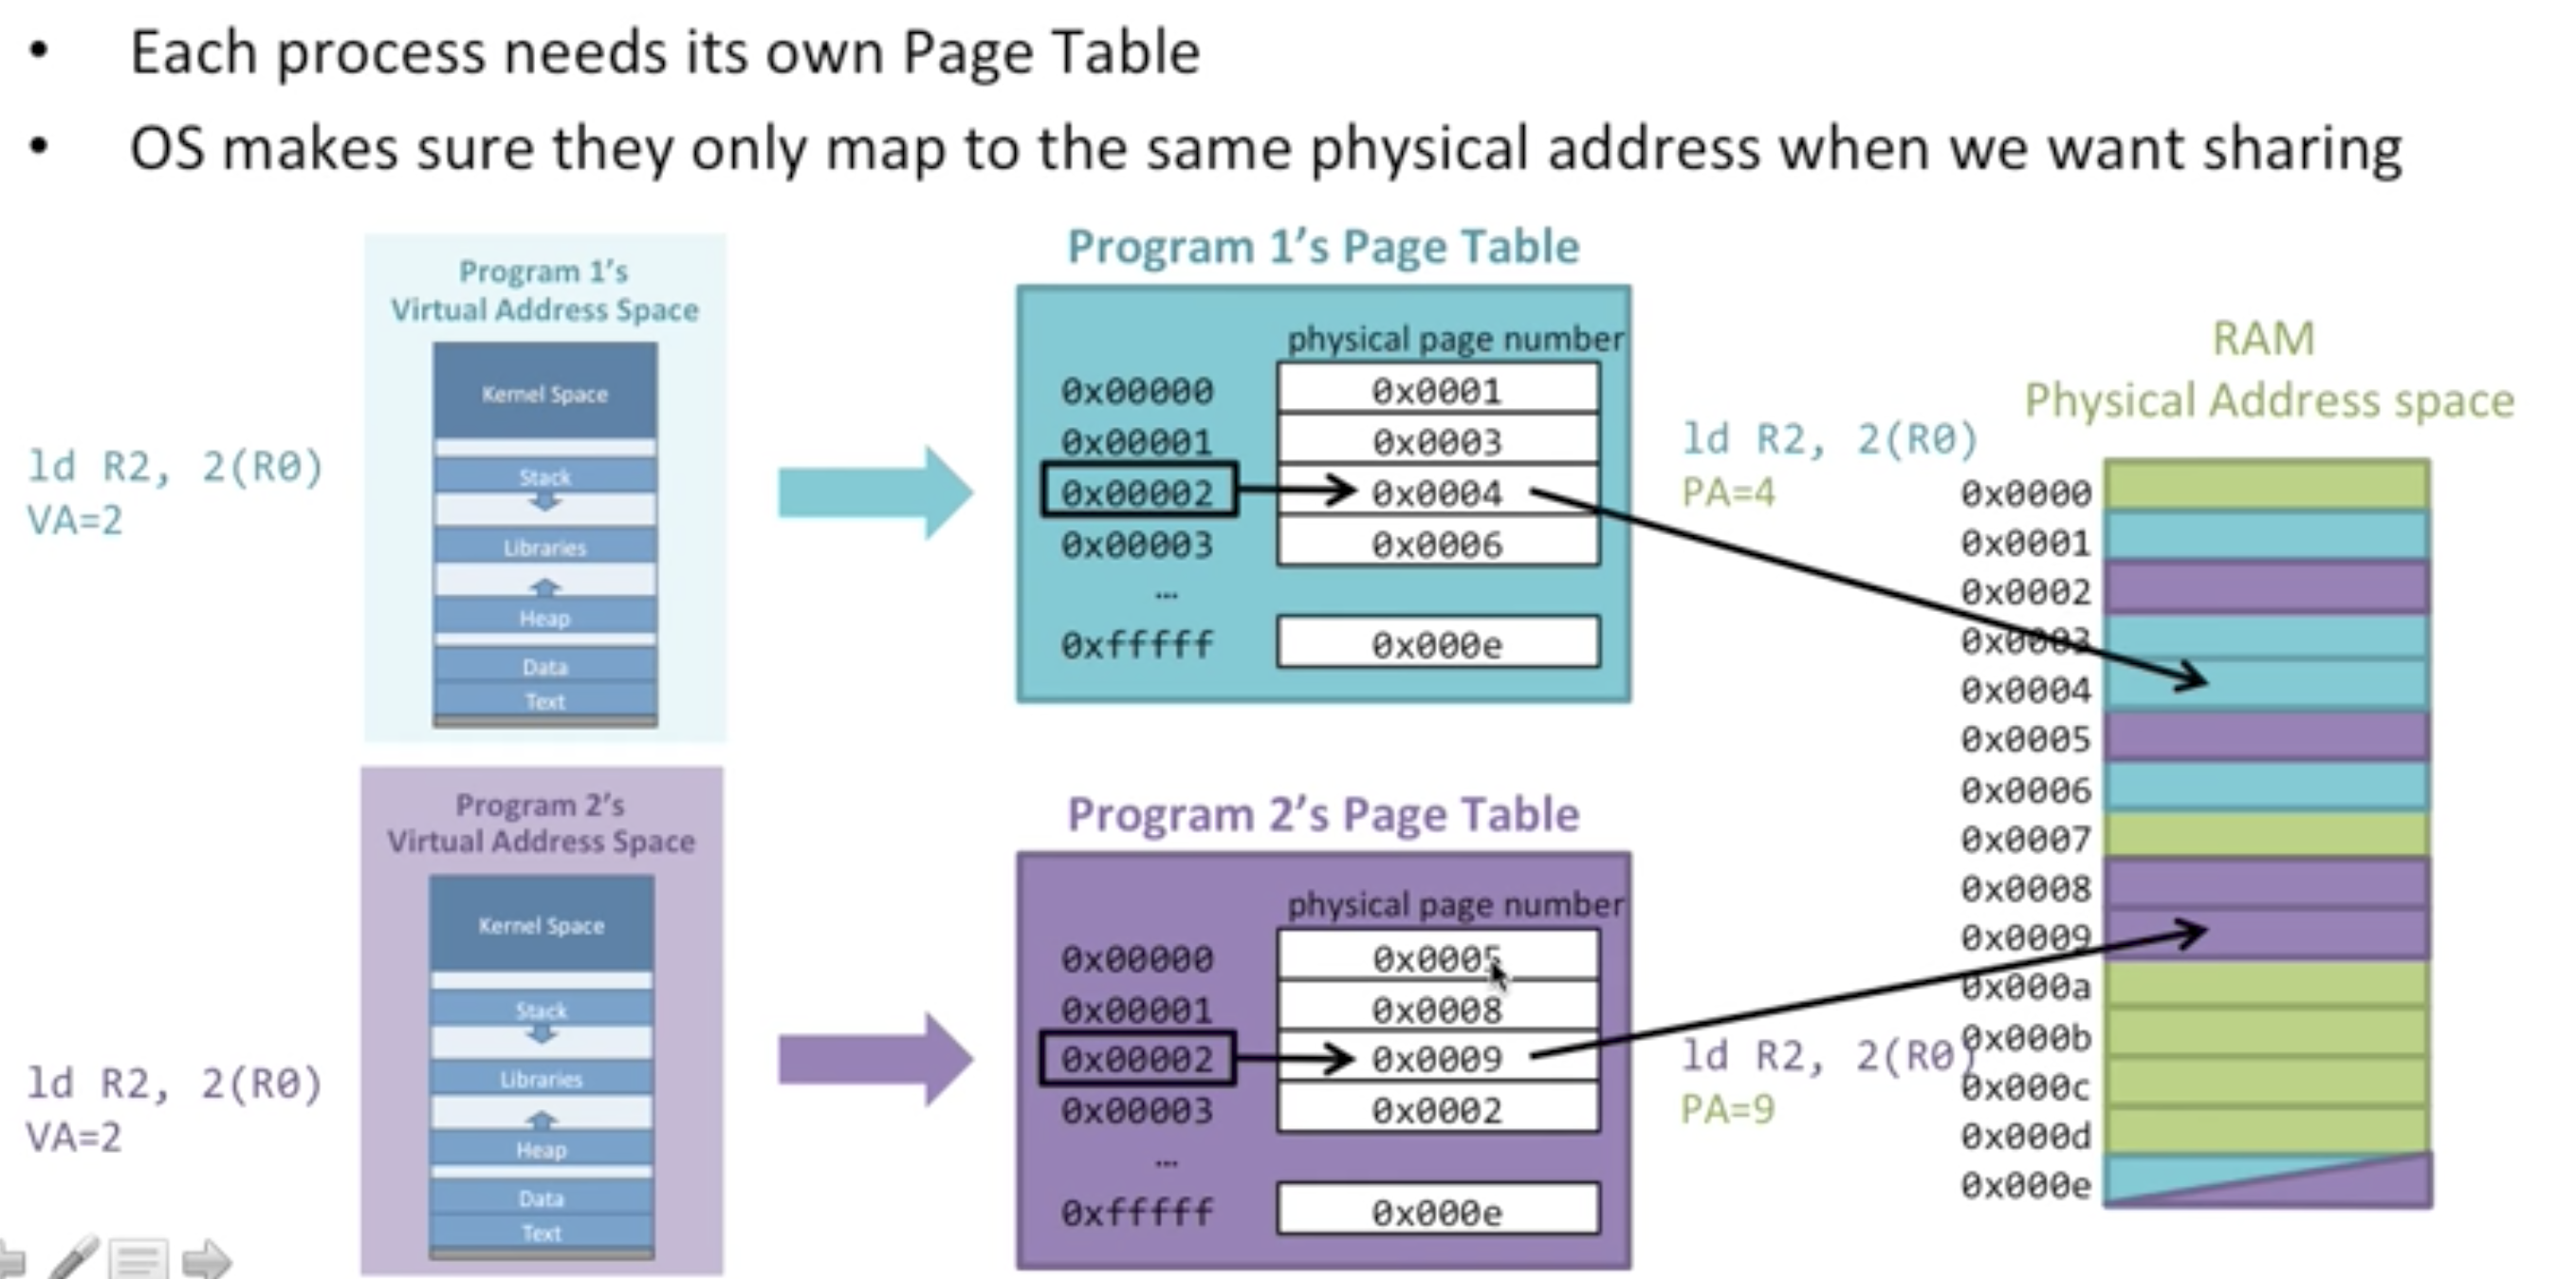 • Each process needs its own Page Table
• OS makes sure they only map to the same physical address when we want sharing
Program 1's
Virtual Address Space
Kernel Space
Stack
Libraries
Heap
Data
Text
ld R2, 2(R0)
VA=2
Program 1's Page Table
physical page number
0x00000 0x0001
0x00001 0x0003
0x00002 0x0004
0x00003 0x0006
...
0xfffff 0x000e
ld R2, 2(R0)
PA=4
Program 2's
Virtual Address Space
Kernel Space
Stack
Libraries
Heap
Data
Text
ld R2, 2(R0)
VA=2
Program 2's Page Table
physical page number
0x00000 0x0005
0x00001 0x0008
0x00002 0x0009
0x00003 0x0002
...
0xfffff 0x000e
ld R2, 2(R0)
PA=9
RAM
Physical Address space
0x0000
0x0001
0x0002
0x0003
0x0004
0x0005
0x0006
0x0007
0x0008
0x0009
0x000a
0x000b
0x000c
0x000d
0x000e